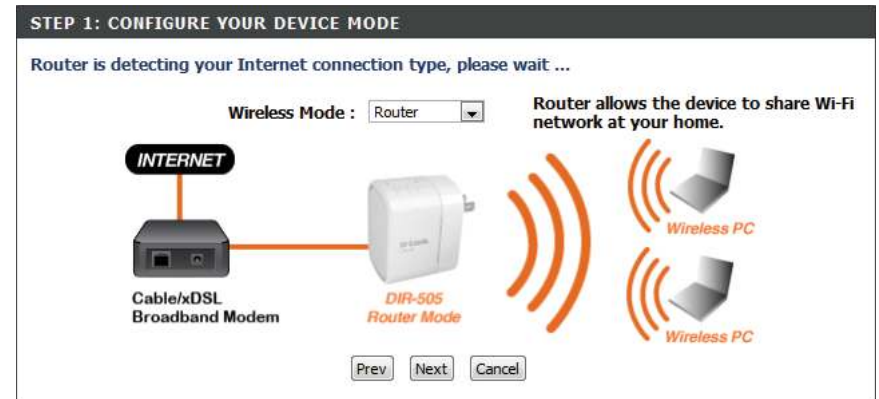 STEP 1: CONFIGURE YOUR DEVICE MODE
Router is detecting your Internet connection type, please wait ...
Wireless Mode : Router
Router allows the device to share Wi-Fi
network at your home.
INTERNET
Wireless PC
D-Link
Cable/xDSL
Broadband Modem
DIR-505
Router Mode
Wireless PC
Prev Next Cancel